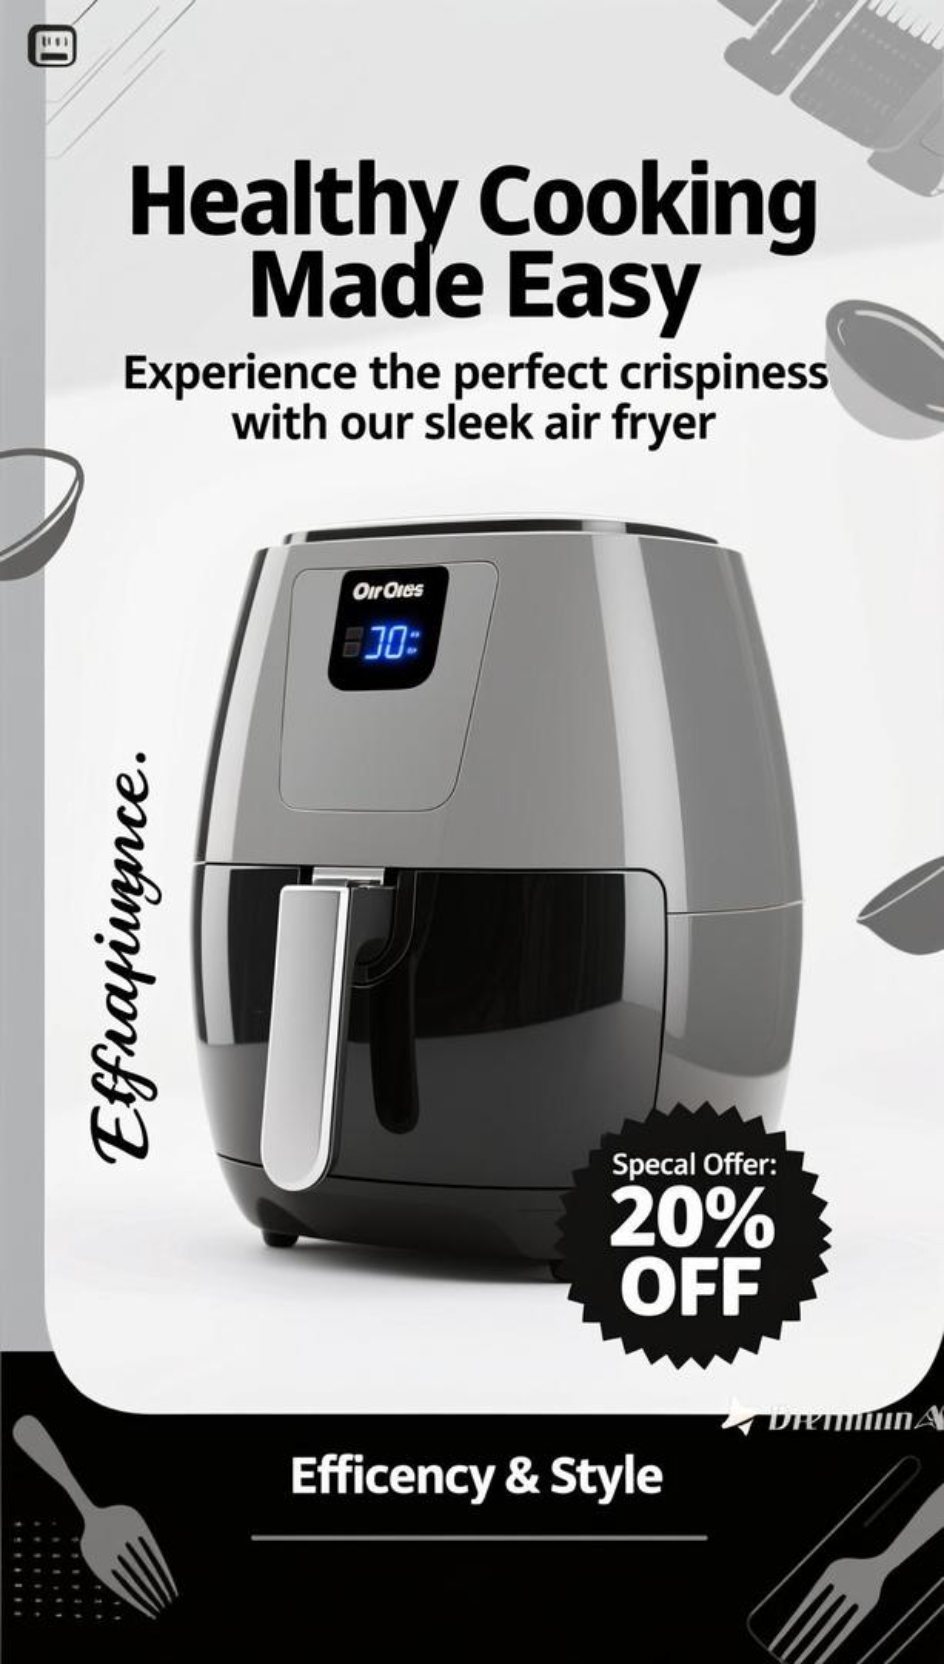 Healthy Cooking
Made Easy
Experience the perfect crispiness
with our sleek air fryer
30
Specal Offer:
20%
OFF
Efficency & Style